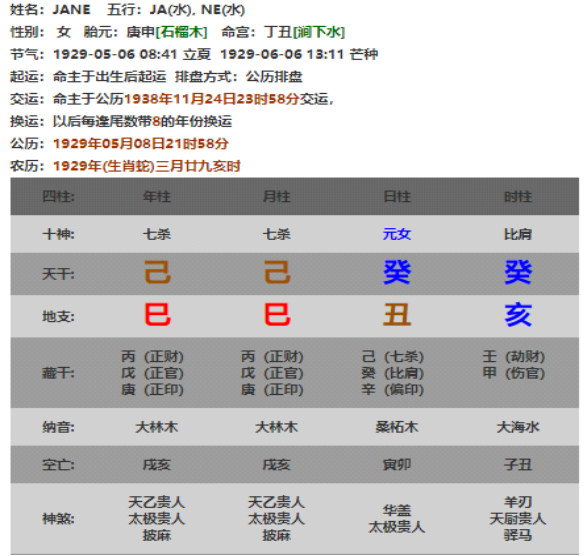 姓名: JANE 五行: JA(水), NE(水)
性别: 女 胎元: 庚申[石榴木] 命宫: 丁丑[涧下水]
节气: 1929-05-06 08:41 立夏 1929-06-06 13:11 芒种
起运: 命主于出生后起运 排盘方式: 公历排盘
交运: 命主于公历1938年11月24日23时58分交运,
换运: 以后每逢尾数带8的年份换运
公历: 1929年05月08日21时58分
农历: 1929年(生肖蛇)三月廿九亥时
四柱: 年柱 月柱 日柱 时柱
十神: 七杀 七杀 元女 比肩
天干: 己 己 癸 癸
地支: 巳 巳 丑 亥
藏干: 丙 (正财) 丙 (正财) 己 (七杀) 壬 (劫财)
戊 (正官) 戊 (正官) 癸 (比肩) 甲 (伤官)
庚 (正印) 庚 (正印) 辛 (偏印)
纳音: 大林木 大林木 桑柘木 大海水
空亡: 戌亥 戌亥 寅卯 子丑
神煞: 天乙贵人 天乙贵人 华盖 羊刃
太极贵人 太极贵人 太极贵人 天厨贵人
披麻 披麻 驿马